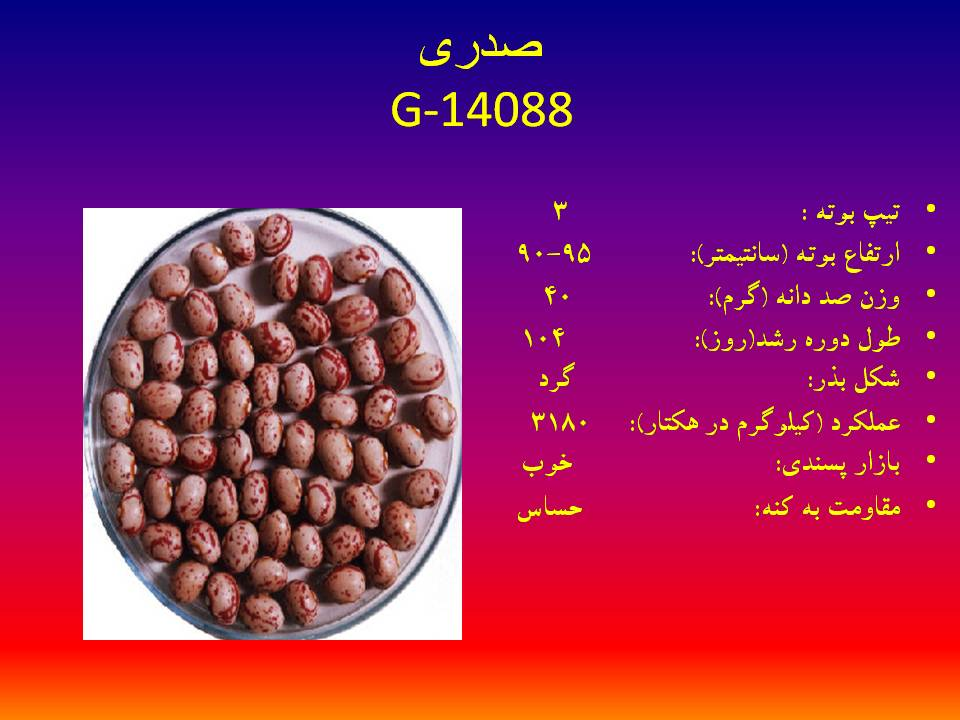 صدری
G-14088
• تیپ بوته : ۳
• ارتفاع بوته (سانتیمتر): ۹۰-۹۵
• وزن صد دانه (گرم): ۴۰
• طول دوره رشد(روز): ۱۰۴
• شکل بذر: گرد
• عملکرد (کیلوگرم در هکتار): ۳۱۸۰
• بازار پسندی: خوب
• مقاومت به کنه: حساس